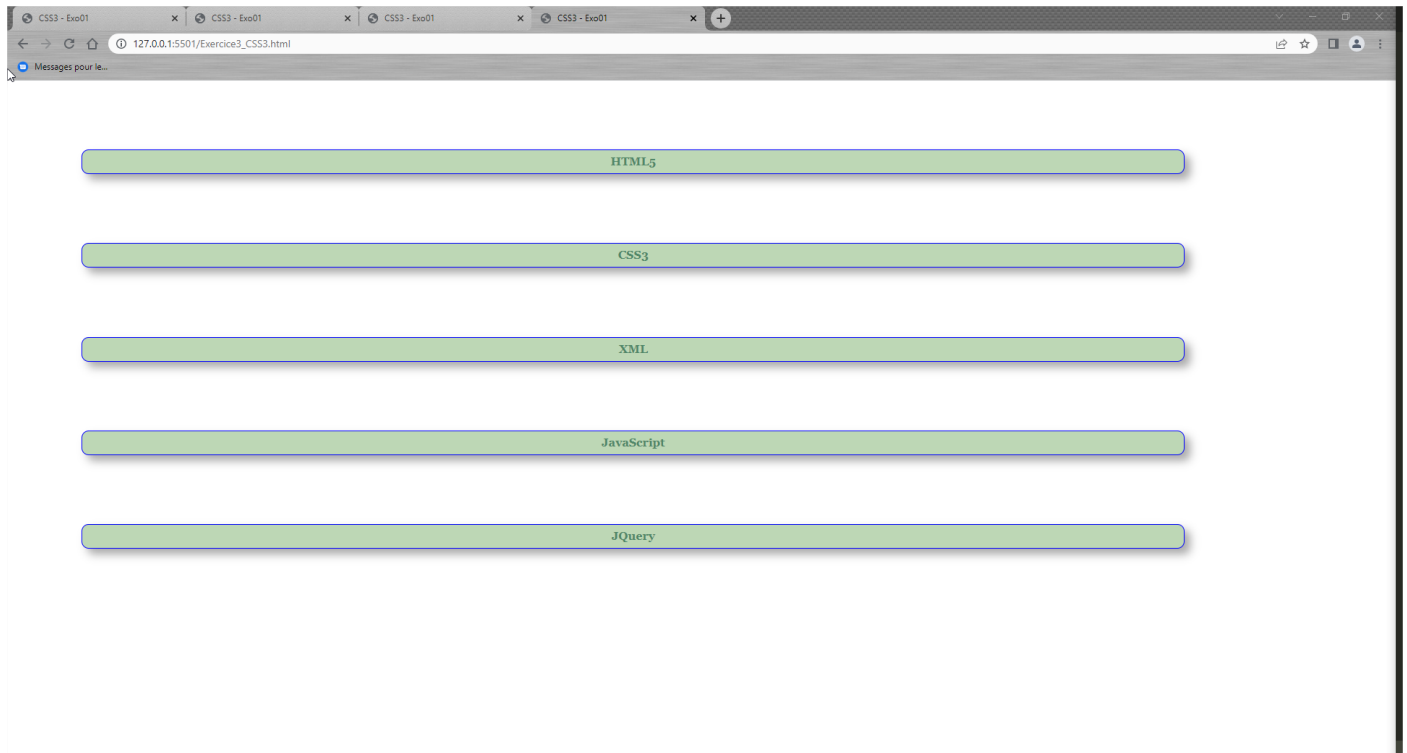 CSS3 - Exo01 CSS3 - Exo01 CSS3 - Exo01 CSS3 - Exo01
127.0.0.1:5501/Exercice3_CSS3.html
Messages pour le...
HTML5
CSS3
XML
JavaScript
JQuery